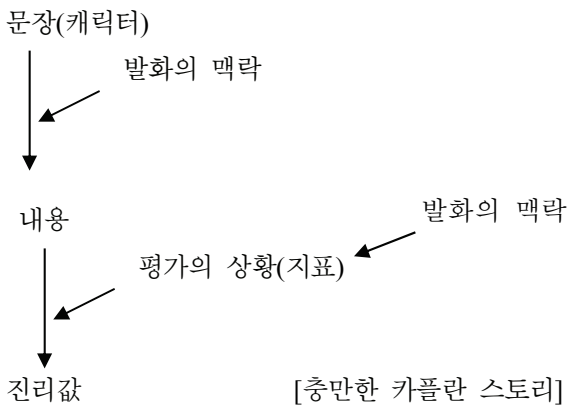 문장(캐릭터)
발화의 맥락
내용
발화의 맥락
평가의 상황(지표)
진리값 [충만한 카플란 스토리]